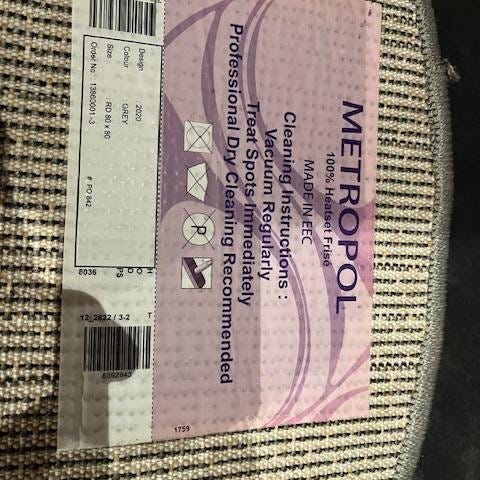 METROPOL
100% Heatset Frisé
MADE IN EEC
Cleaning Instructions :
Vacuum Regularly
Treat Spots Immediately
Professional Dry Cleaning Recommended
P
1759
Design 2020
Colour GREY
Size : RD 80 x 80
Order No : 13860001-3 # PO 842
8036
12_2622 / 3-2 T
6592843